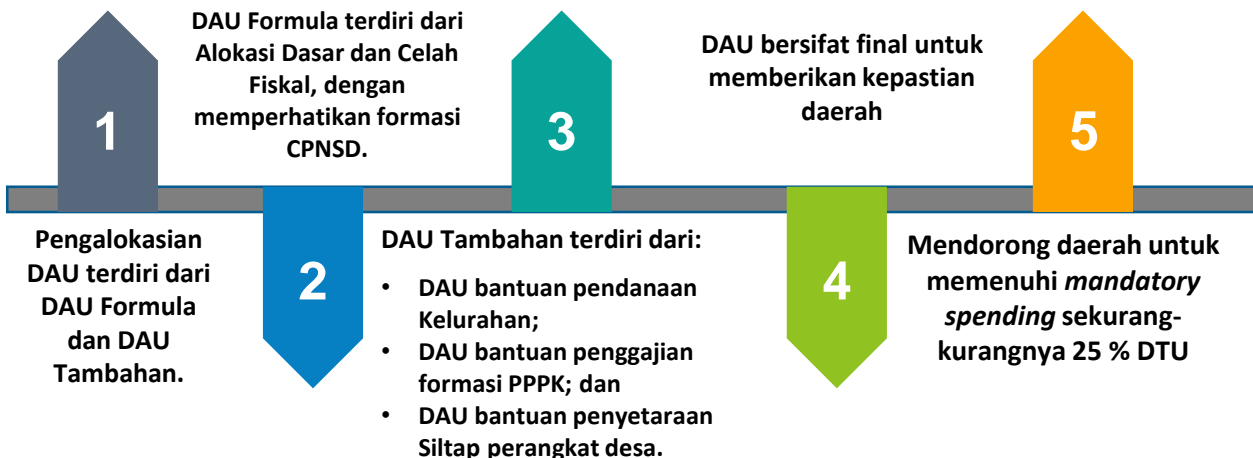 1
Pengalokasian
DAU terdiri dari
DAU Formula
dan DAU
Tambahan.
DAU Formula terdiri dari
Alokasi Dasar dan Celah
Fiskal, dengan
memperhatikan formasi
CPNSD.
2
3
DAU Tambahan terdiri dari:
• DAU bantuan pendanaan
Kelurahan;
• DAU bantuan penggajian
formasi PPPK; dan
• DAU bantuan penyetaraan
Siltap perangkat desa.
DAU bersifat final untuk
memberikan kepastian
daerah
4
5
Mendorong daerah untuk
memenuhi mandatory
spending sekurang-
kurangnya 25 % DTU